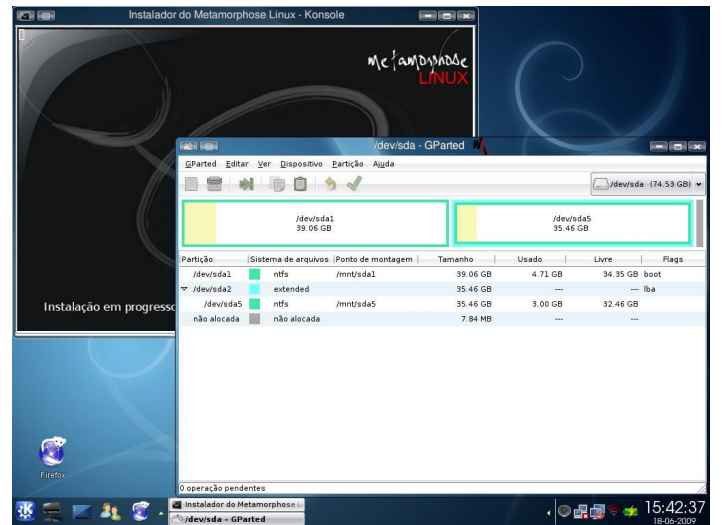 Instalador do Metamorphose Linux - Konsole
metamorphose
LINUX
/dev/sda - GParted
GParted Editar Ver Dispositivo Partição Ajuda
/dev/sda (74.53 GB)
/dev/sda1
39.06 GB
/dev/sda5
35.46 GB
Partição Sistema de arquivos Ponto de montagem Tamanho Usado Livre Flags
/dev/sda1 ntfs /mnt/sda1 39.06 GB 4.71 GB 34.35 GB boot
/dev/sda2 extended 35.46 GB --- --- lba
/dev/sda5 ntfs /mnt/sda5 35.46 GB 3.00 GB 32.46 GB
não alocada não alocada 7.84 MB --- ---
Instalação em progresso
Firefox
0 operação pendentes
Instalador do Metamorphose Li
/dev/sda - GParted
15:42:37
18-06-2009